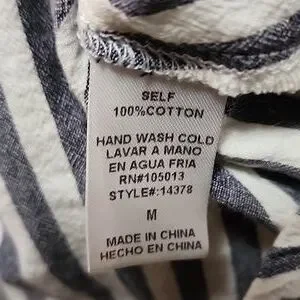 SELF
100%COTTON
HAND WASH COLD
LAVAR A MANO
EN AGUA FRIA
RN#105013
STYLE#:14378
M
MADE IN CHINA
HECHO EN CHINA